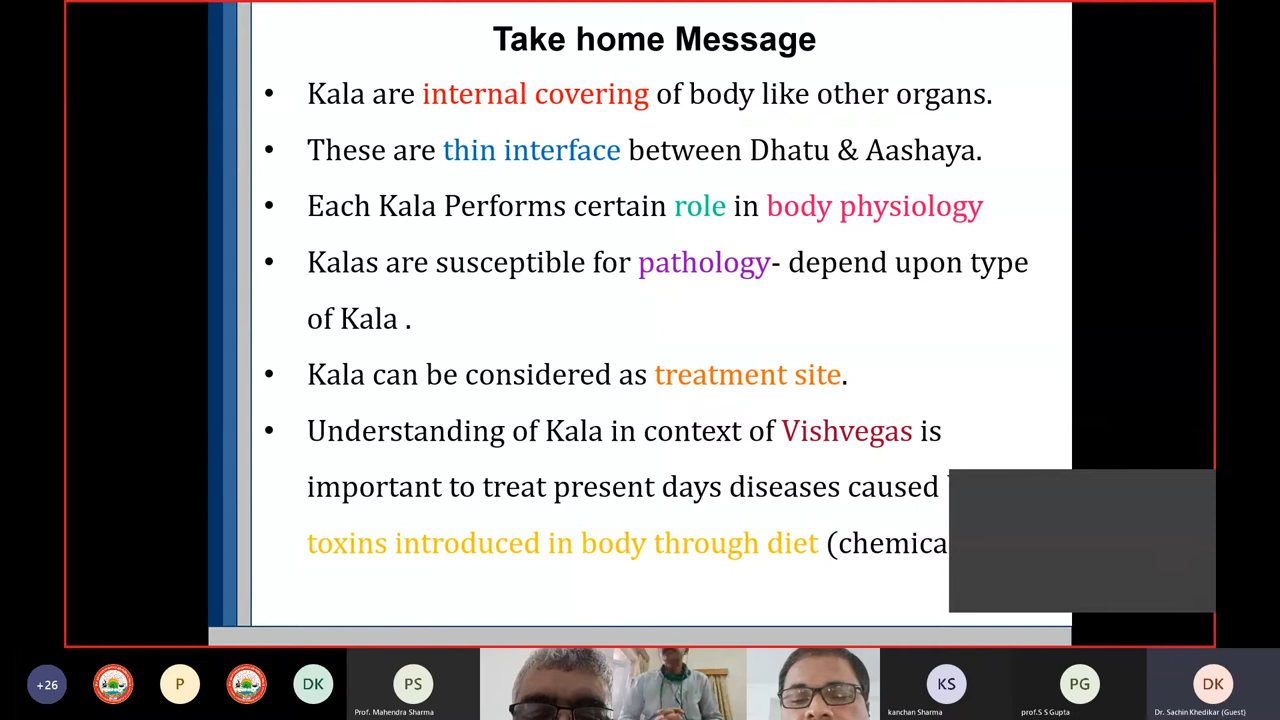 Take home Message
• Kala are internal covering of body like other organs.
• These are thin interface between Dhatu & Aashaya.
• Each Kala Performs certain role in body physiology
• Kalas are susceptible for pathology- depend upon type
of Kala .
• Kala can be considered as treatment site.
• Understanding of Kala in context of Vishvegas is
important to treat present days diseases caused
toxins introduced in body through diet
+26
P
DK
PS
KS
PG
DK
Prof. Mahendra Sharma
kanchan Sharma
prof.S S Gupta
Dr. Sachin Khedikar (Guest)